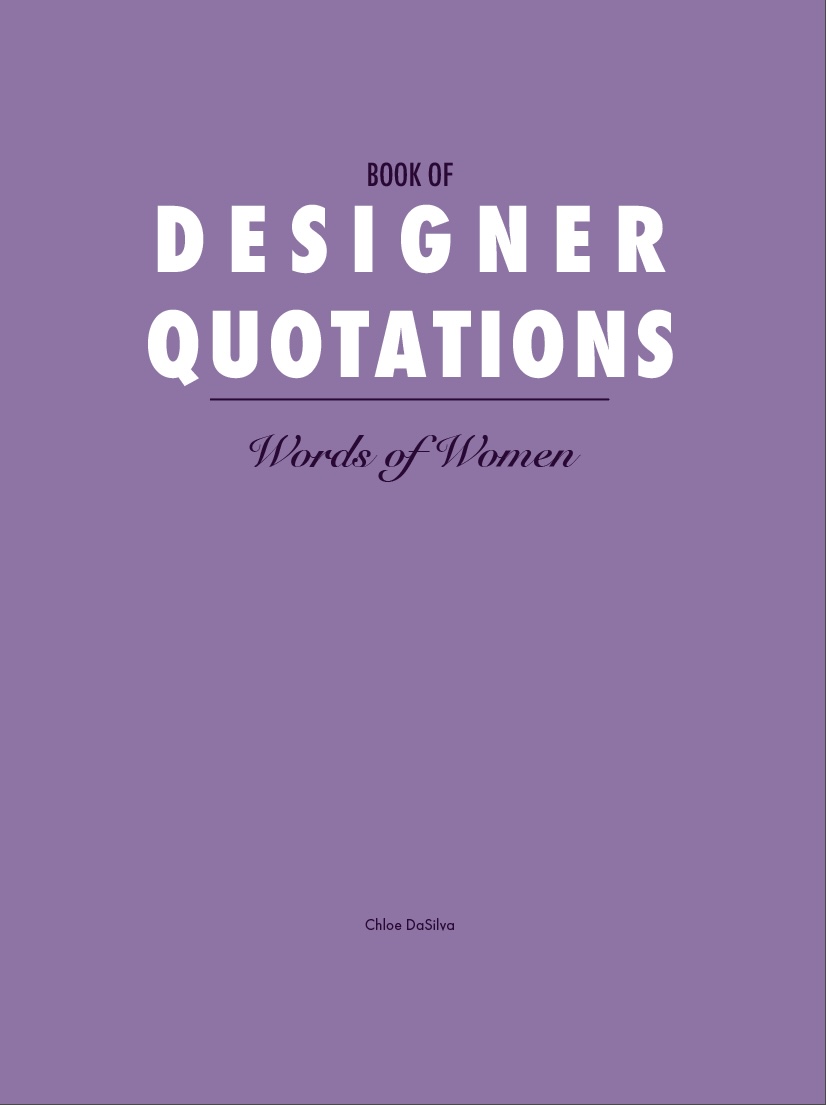 BOOK OF
DESIGNER
QUOTATIONS
Words of Women
Chloe DaSilva